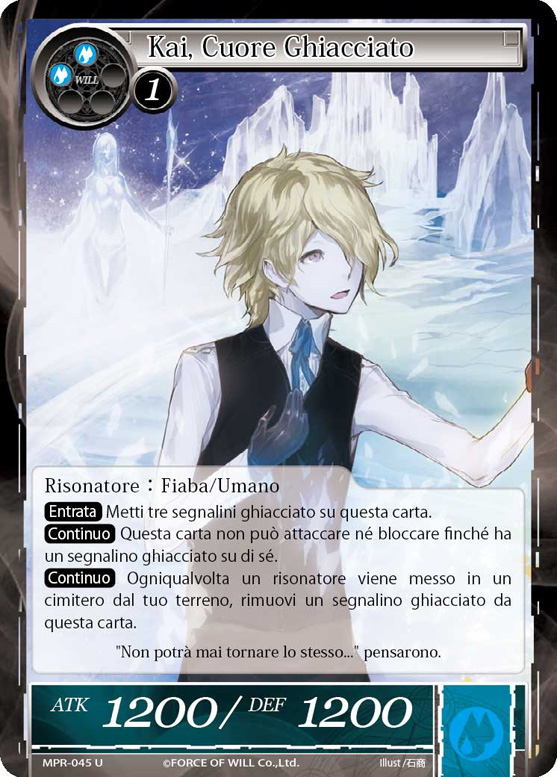 Kai, Cuore Ghiacciato
WILL
1
Risonatore : Fiaba/Umano
Entrata Metti tre segnalini ghiacciato su questa carta.
Continuo Questa carta non può attaccare né bloccare finché ha
un segnalino ghiacciato su di sé.
Continuo Ogniqualvolta un risonatore viene messo in un
cimitero dal tuo terreno, rimuovi un segnalino ghiacciato da
questa carta.
"Non potrà mai tornare lo stesso..." pensarono.
ATK 1200 / DEF 1200
MPR-045 U ©FORCE OF WILL Co.,Ltd. Illust /石商